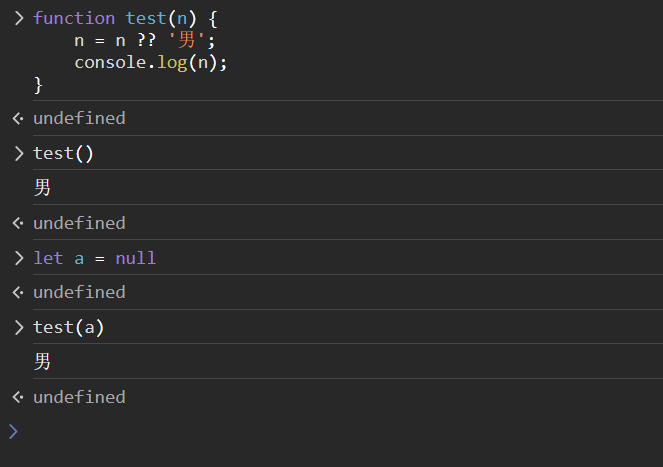 function test(n) {
    n = n ?? '男';
    console.log(n);
}
undefined
test()
男
undefined
let a = null
undefined
test(a)
男
undefined